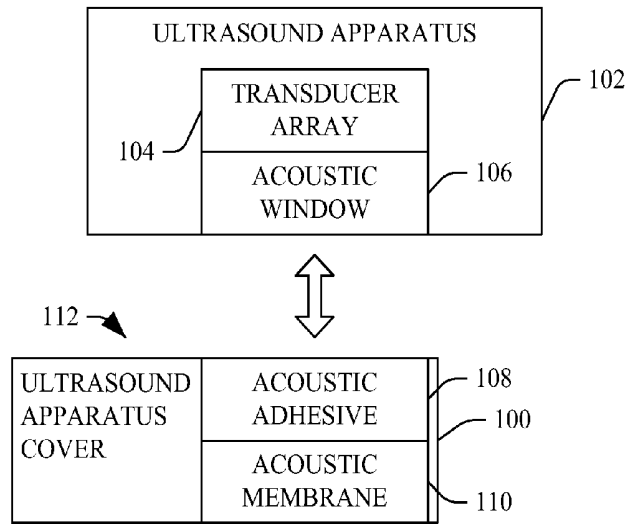 ULTRASOUND APPARATUS
102
TRANSDUCER
ARRAY
104
ACOUSTIC
WINDOW
106
112
ULTRASOUND
APPARATUS
COVER
ACOUSTIC
ADHESIVE
108
100
ACOUSTIC
MEMBRANE
110